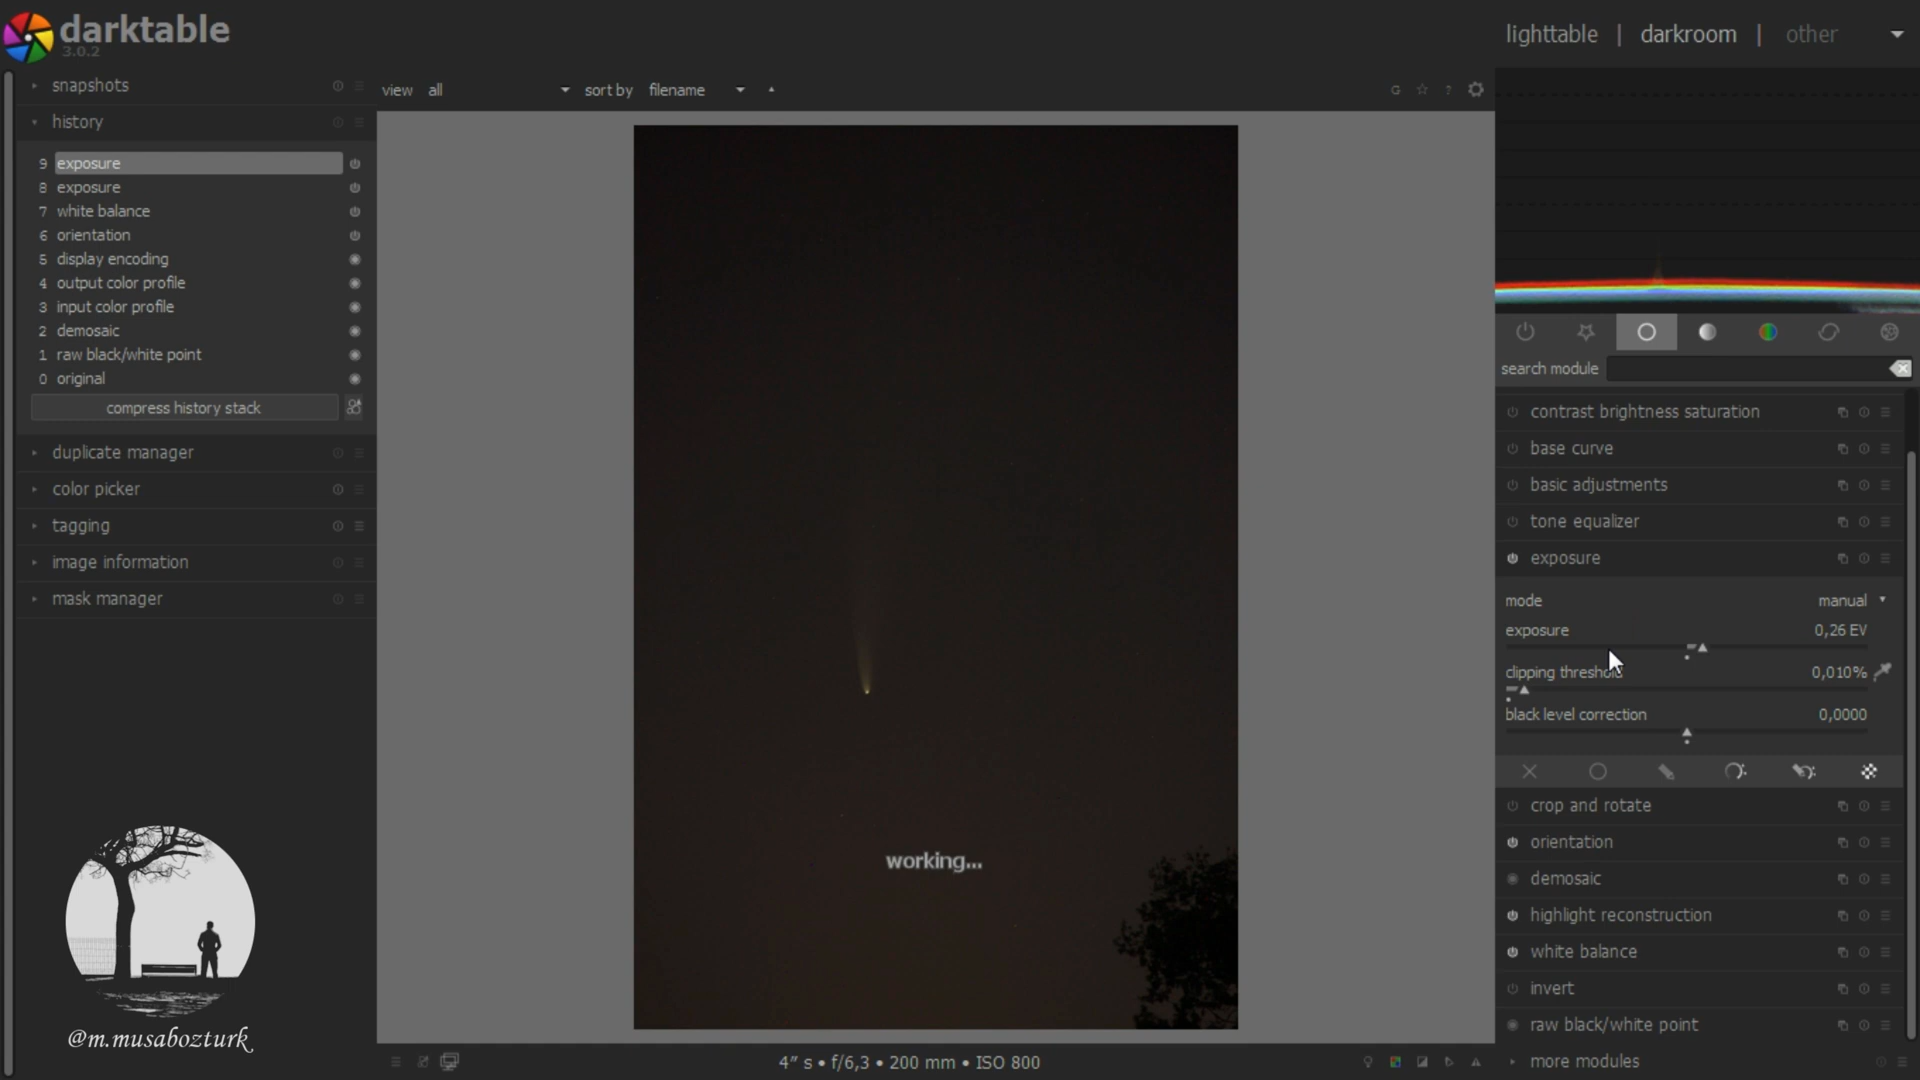 darktable
3.0.2
lighttable | darkroom | other
snapshots
history
9 exposure
8 exposure
7 white balance
6 orientation
5 display encoding
4 output color profile
3 input color profile
2 demosaic
1 raw black/white point
0 original
compress history stack
duplicate manager
color picker
tagging
image information
mask manager
@m.musabozturk
view all sort by filename
G ☆ ?
working...
4” s • f/6,3 • 200 mm • ISO 800
search module
contrast brightness saturation
base curve
basic adjustments
tone equalizer
exposure
mode manual
exposure 0,26 EV
clipping threshold 0,010%
black level correction 0,0000
crop and rotate
orientation
demosaic
highlight reconstruction
white balance
invert
raw black/white point
more modules